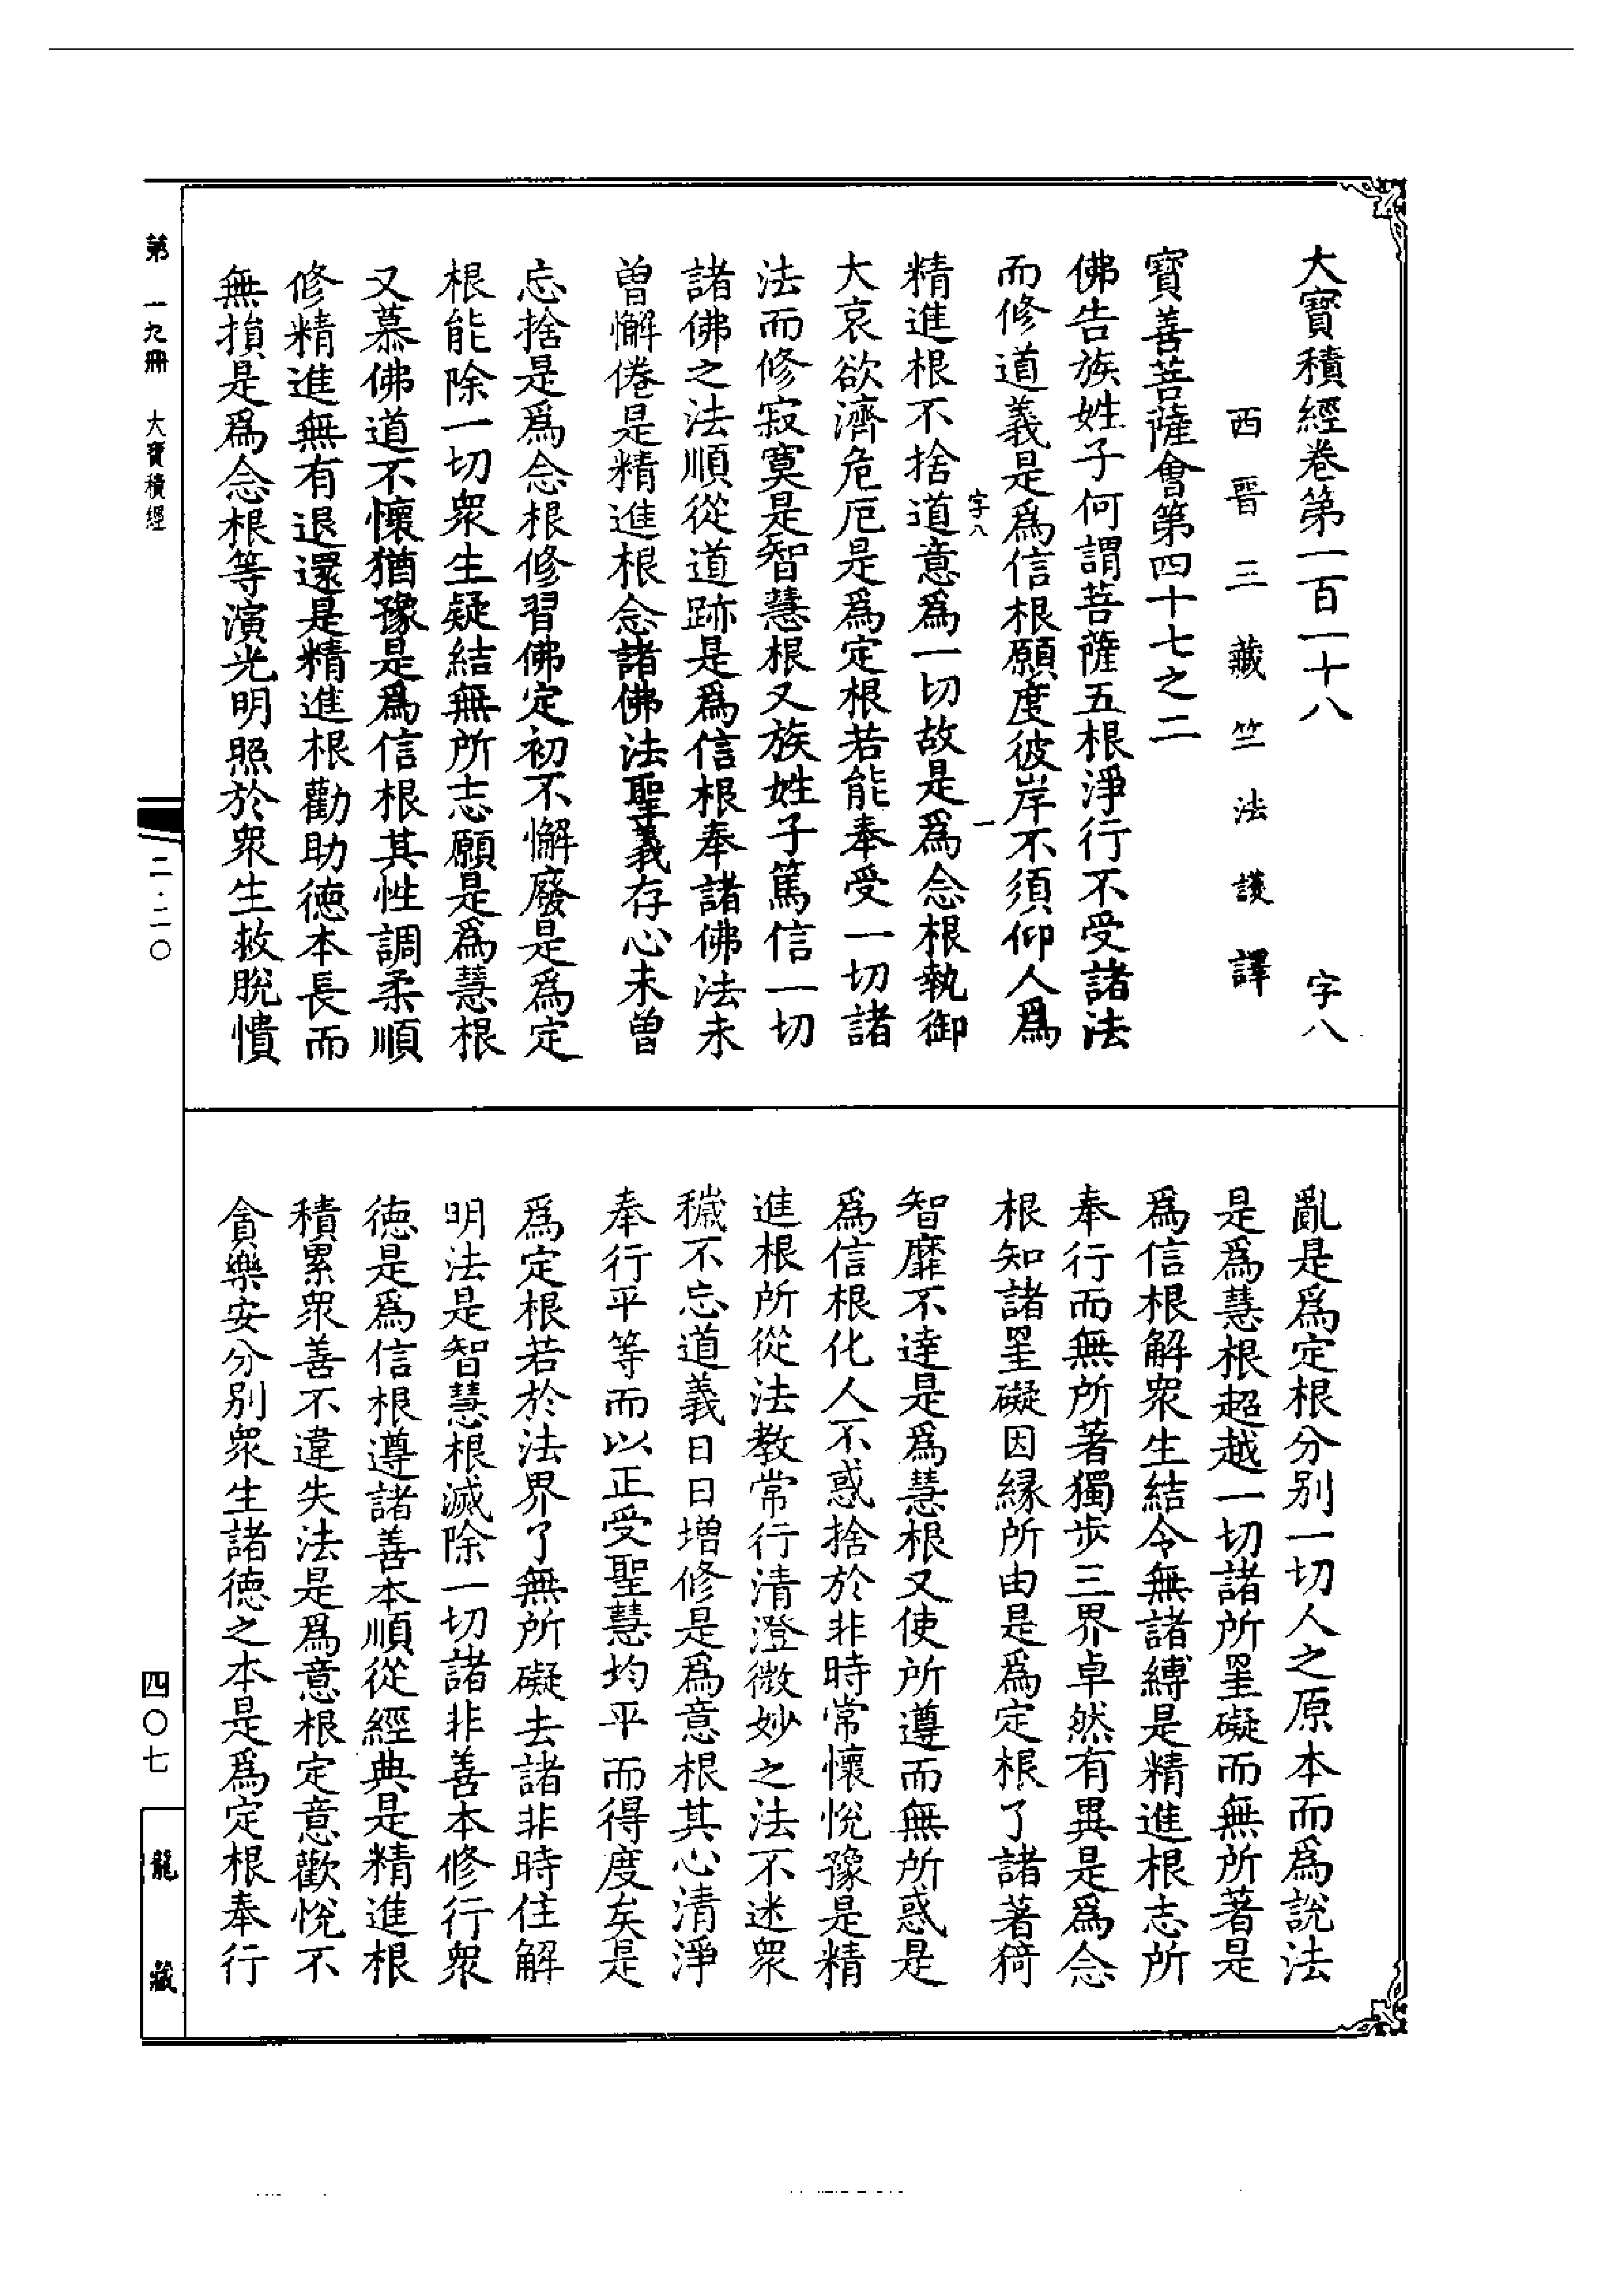 大寶積經卷第一百一十八 字八
西晋三藏竺法護譯
寶善菩薩會第四十七之二
佛告族姓子何謂菩薩五根淨行不受諸法
而修道義是爲信根願度彼岸不須仰人爲
字八 一
精進根不捨道意爲一切故是爲念根執御
大哀欲濟危厄是爲定根若能奉受一切諸
法而修寂寞是智慧根又族姓子篤信一切
諸佛之法順從道跡是爲信根奉諸佛法未
曽懈倦是精進根念諸佛法聖義存心未曽
忘捨是爲念根修習佛定初不懈廢是爲定
根能除一切衆生疑結無所志願是爲慧根
又慕佛道不懷猶豫是爲信根其性調柔順
修精進無有退還是精進根勸助德本長而
無損是爲念根等演光明照於衆生救脫憒
亂是爲定根分别一切人之原本而爲說法
是爲慧根超越一切諸所罣礙而無所著是
爲信根解衆生結令無諸縛是精進根志所
奉行而無所著獨步三界卓然有異是爲念
根知諸罣礙因緣所由是爲定根了諸著猗
智靡不達是爲慧根又使所遵而無所惑是
爲信根化人不惑捨於非時常懷悅豫是精
進根所從法教常行清澄微妙之法不迷衆
穢不忘道義日日增修是爲意根其心清淨
奉行平等而以正受聖慧均平而得度矣是
爲定根若於法界了無所礙去諸非時住解
明法是智慧根滅除一切諸非善本修行衆
德是爲信根遵諸善本順從經典是精進根
積累衆善不違失法是爲意根定意歡悅不
貪樂安分别衆生諸德之本是爲定根奉行
第一九冊 大寶積經
二·二〇
四〇七
龍藏